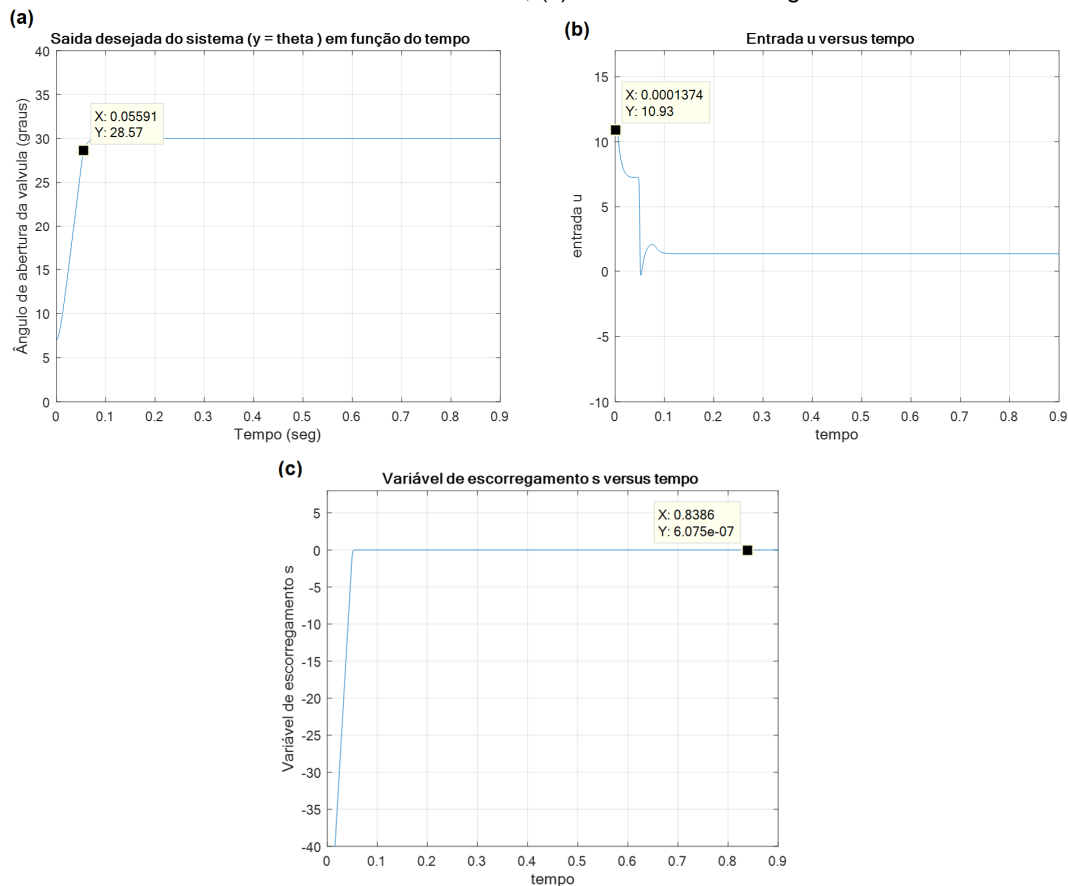 (a)
Saida desejada do sistema (y = theta ) em função do tempo
Ângulo de abertura da valvula (graus)
40
35
30
25
20
15
10
5
0
X: 0.05591
Y: 28.57
0 0.1 0.2 0.3 0.4 0.5 0.6 0.7 0.8 0.9
Tempo (seg)
(b)
Entrada u versus tempo
entrada u
15
10
5
0
-5
-10
X: 0.0001374
Y: 10.93
0 0.1 0.2 0.3 0.4 0.5 0.6 0.7 0.8 0.9
tempo
(c)
Variável de escorregamento s versus tempo
Variável de escorregamento s
5
0
-5
-10
-15
-20
-25
-30
-35
-40
X: 0.8386
Y: 6.075e-07
0 0.1 0.2 0.3 0.4 0.5 0.6 0.7 0.8 0.9
tempo